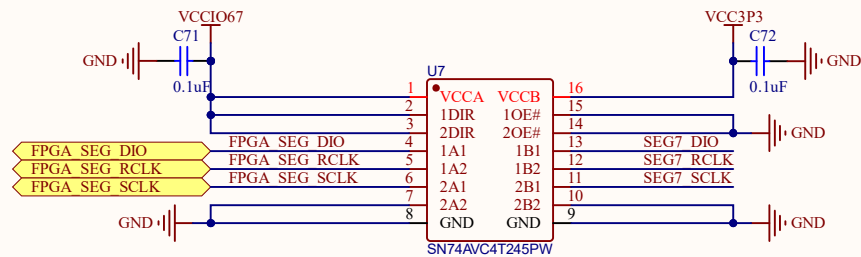 VCCIO67
VCC3P3
C71
C72
GND
GND
0.1uF
0.1uF
U7
1
VCCA
VCCB
16
2
1DIR
1OE#
15
3
2DIR
2OE#
14
GND
FPGA_SEG_DIO
FPGA_SEG_DIO
4
1A1
1B1
13
SEG7_DIO
FPGA_SEG_RCLK
FPGA_SEG_RCLK
5
1A2
1B2
12
SEG7_RCLK
FPGA_SEG_SCLK
FPGA_SEG_SCLK
6
2A1
2B1
11
SEG7_SCLK
7
2A2
2B2
10
GND
8
GND
GND
9
GND
SN74AVC4T245PW